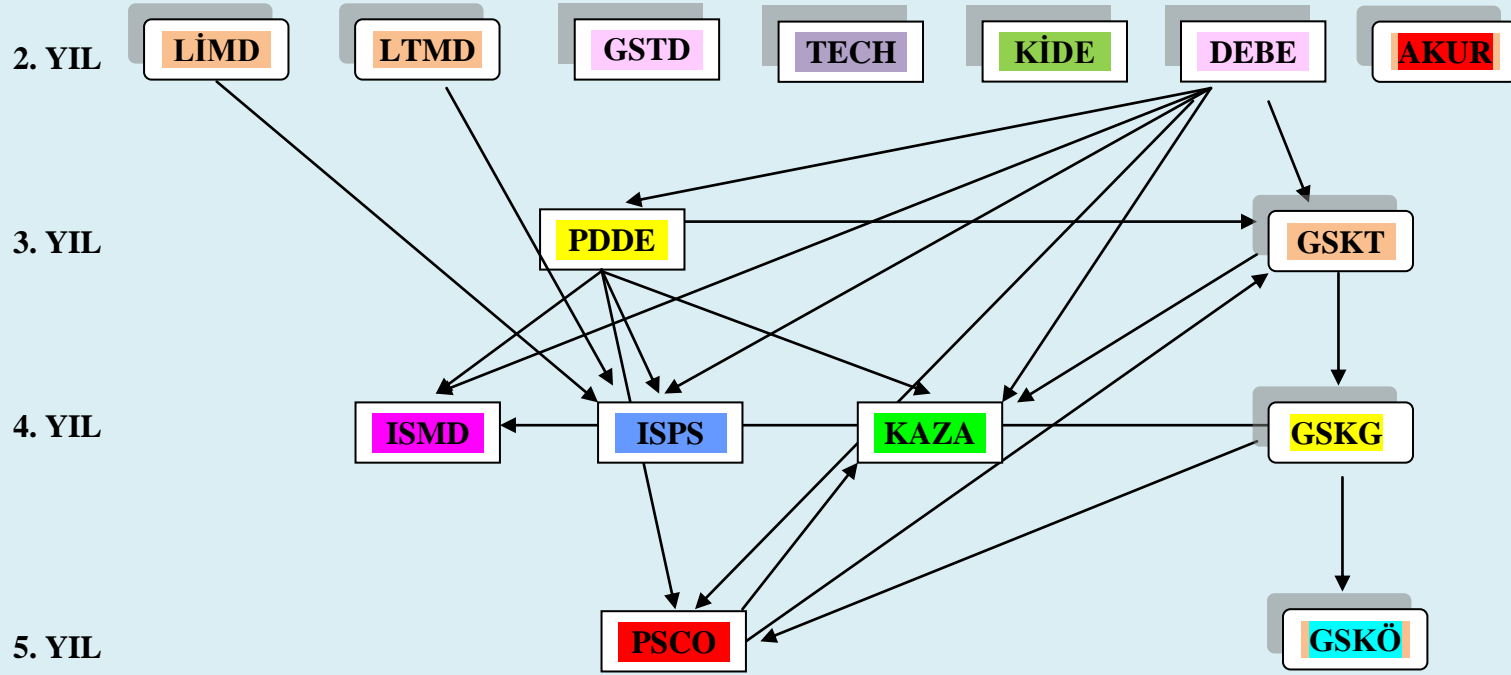 2. YIL LİMD LTMD GSTD TECH KİDE DEBE AKUR
3. YIL PDDE GSKT
4. YIL ISMD ISPS KAZA GSKG
5. YIL PSCO GSKÖ